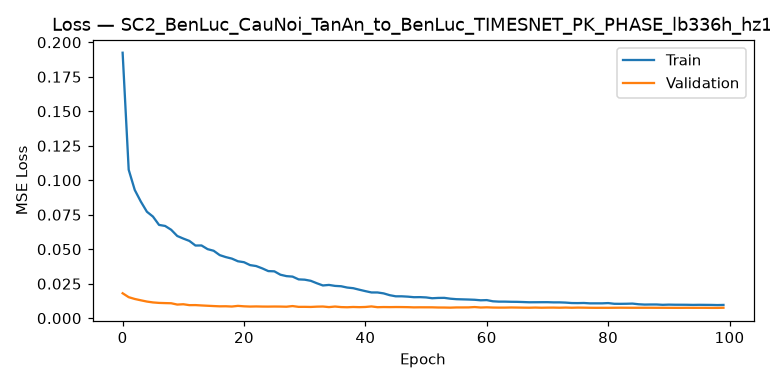 Loss — SC2_BenLuc_CauNoi_TanAn_to_BenLuc_TIMESNET_PK_PHASE_lb336h_hz1
Train
Validation
0.200
0.175
0.150
0.125
0.100
0.075
0.050
0.025
0.000
MSE Loss
0 20 40 60 80 100
Epoch